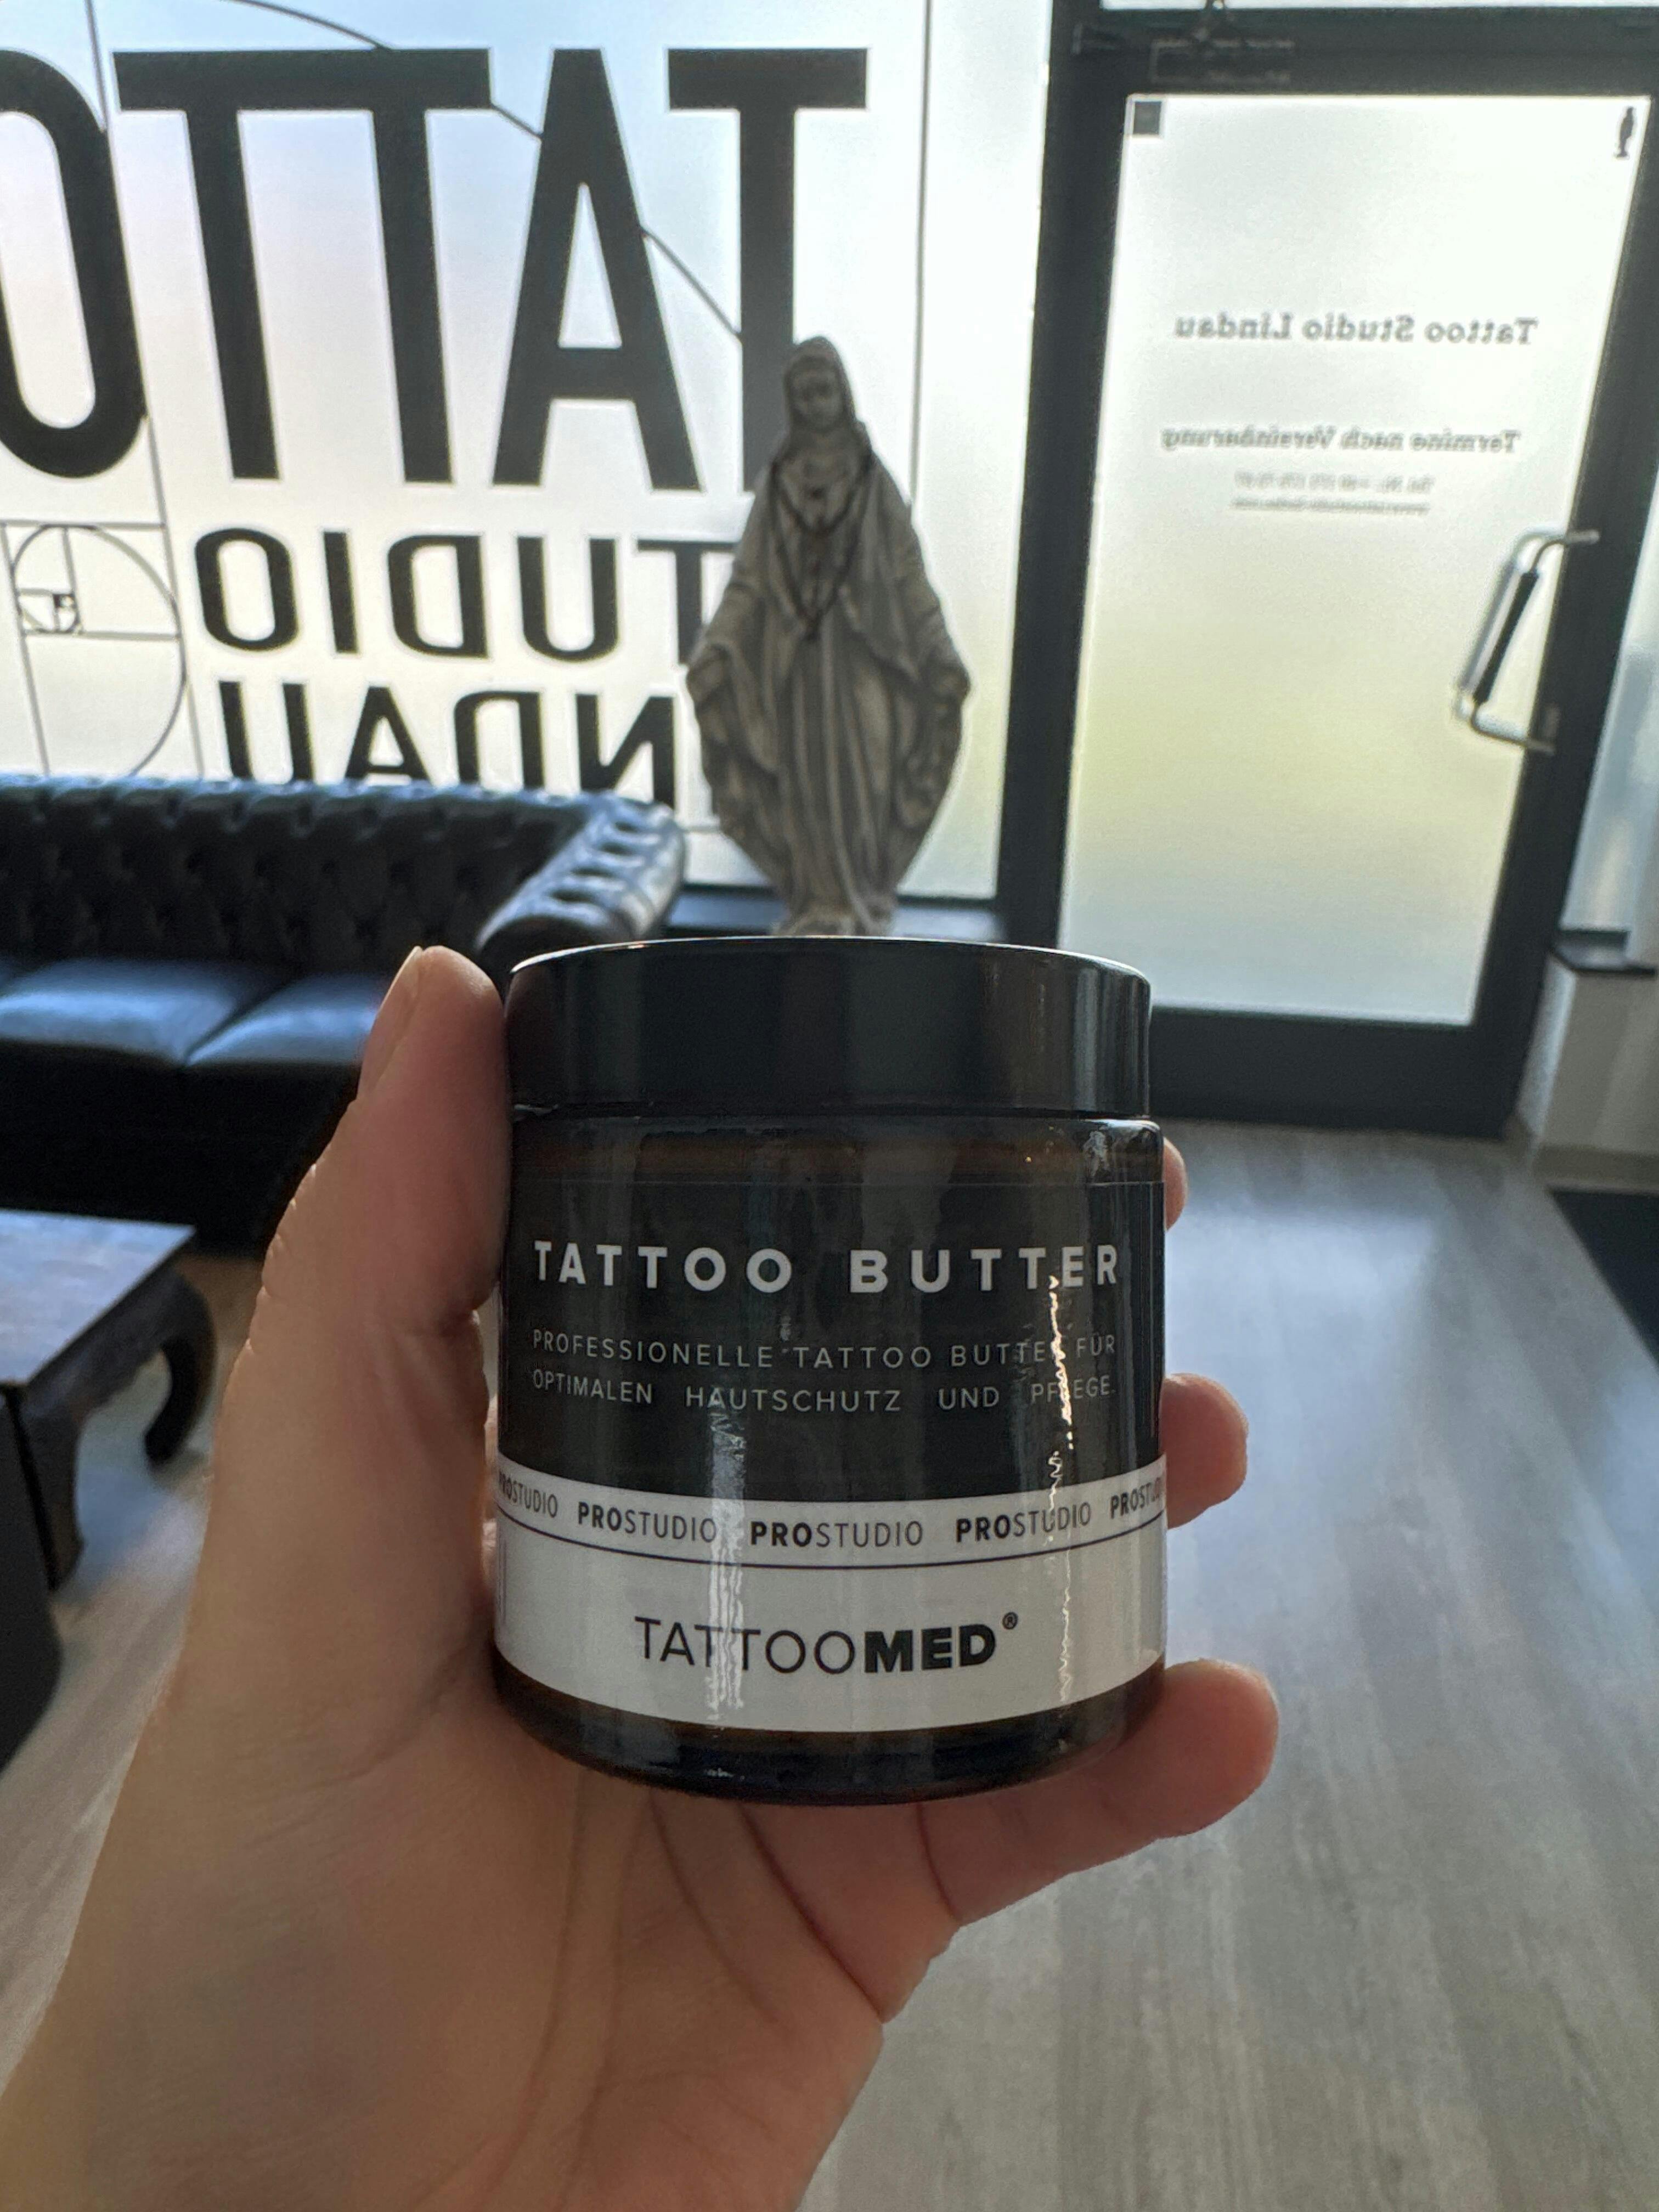 TATTO
TUDIO
NDAU
Tattoo Studio Lindau
Termine nach Vereinbarung
TATTOO BUTTER
PROFESSIONELLE TATTOO BUTTER FÜR
OPTIMALEN HAUTSCHUTZ UND PFLEGE.
PROSTUDIO PROSTUDIO PROSTUDIO PROSTUDIO PROSTUD
TATTOOMED®